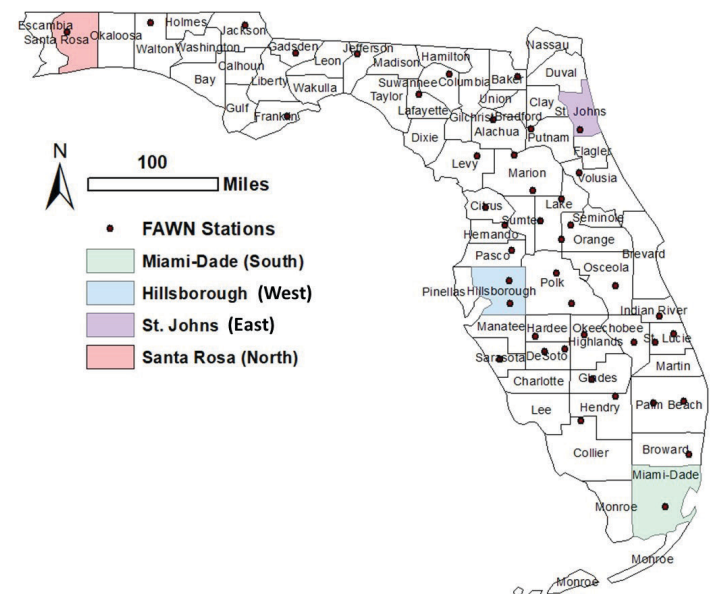 Escambia
Santa Rosa
Okaloosa
Holmes
Walton
Washington
Jackson
Bay
Calhoun
Gulf
Liberty
Gadsden
Franklin
Leon
Wakulla
Jefferson
Madison
Taylor
Hamilton
Suwannee
Columbia
Lafayette
Dixie
Baker
Union
Gilchrist
Bradford
Alachua
Nassau
Duval
Clay
St. Johns
Putnam
Flagler
Levy
Marion
Volusia
Citrus
Sumter
Lake
Seminole
Hernando
Orange
Pasco
Brevard
Osceola
Polk
Pinellas
Hillsborough
Indian River
Manatee
Hardee
Okeechobee
Highlands
St. Lucie
Sarasota
DeSoto
Martin
Charlotte
Glades
Lee
Hendry
Palm Beach
Collier
Broward
Miami-Dade
Monroe
Monroe
Monroe
N
100
Miles
FAWN Stations
Miami-Dade (South)
Hillsborough (West)
St. Johns (East)
Santa Rosa (North)